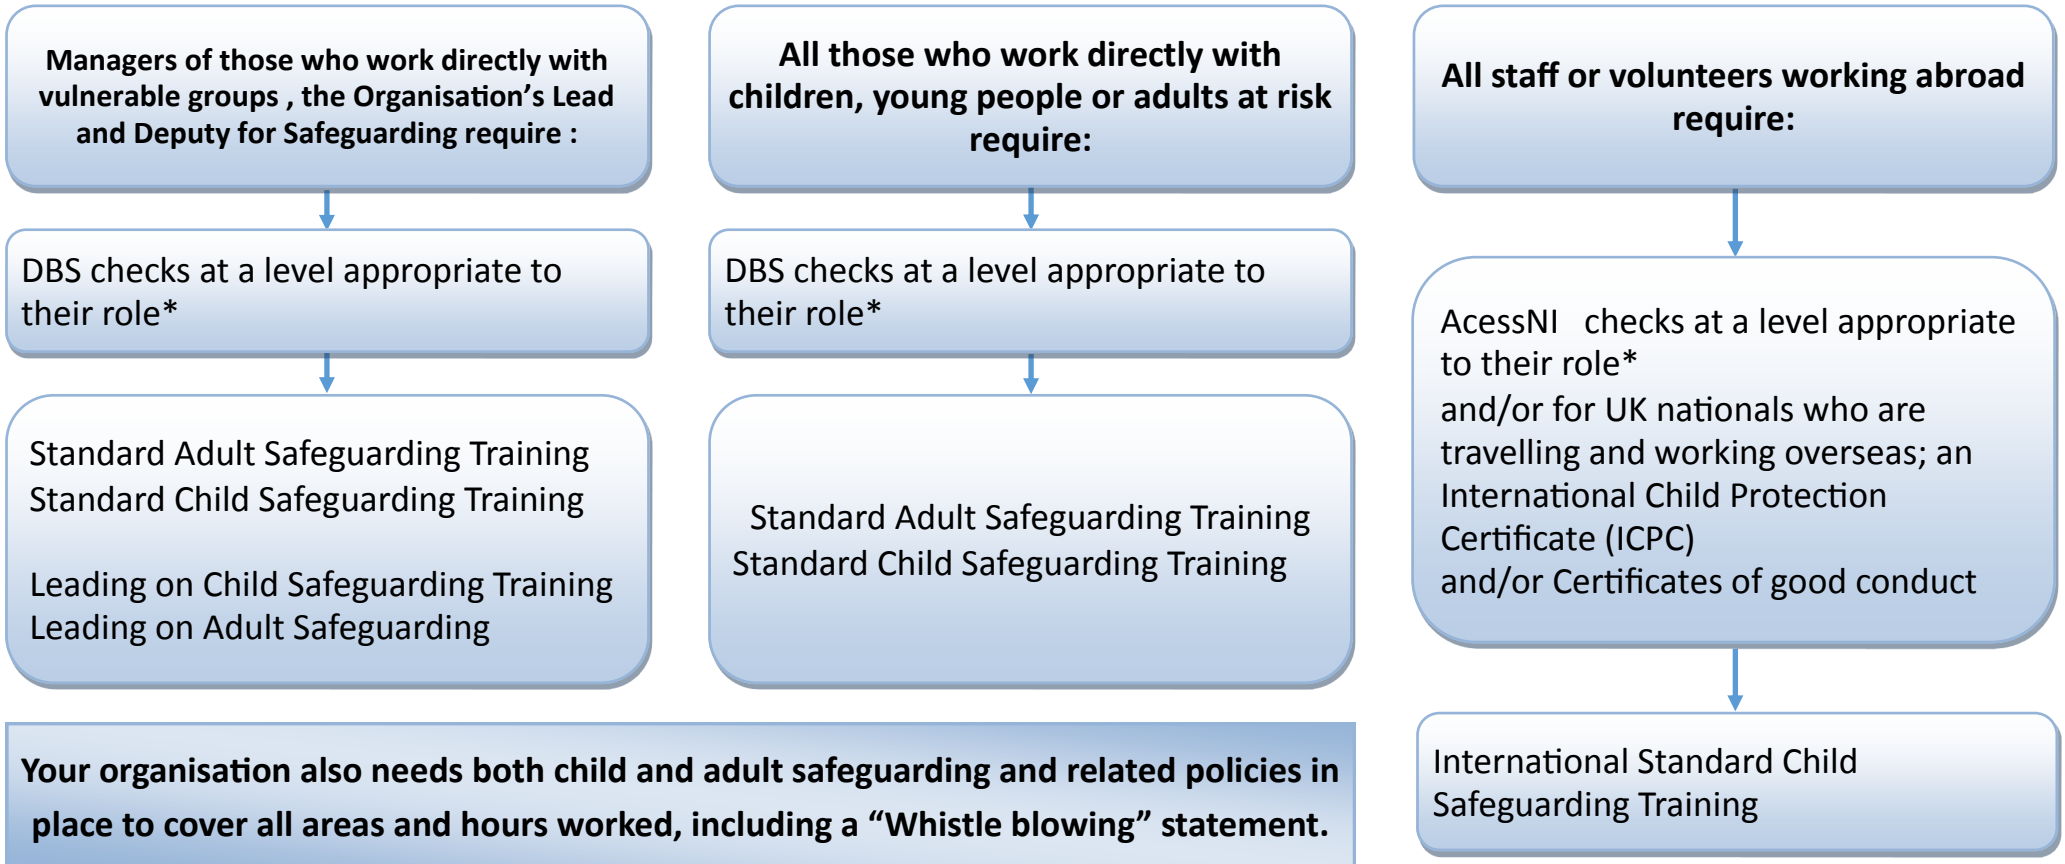 Managers of those who work directly with
vulnerable groups , the Organisation's Lead
and Deputy for Safeguarding require :
DBS checks at a level appropriate to
their role*
Standard Adult Safeguarding Training
Standard Child Safeguarding Training
Leading on Child Safeguarding Training
Leading on Adult Safeguarding
All those who work directly with
children, young people or adults at risk
require:
DBS checks at a level appropriate to
their role*
Standard Adult Safeguarding Training
Standard Child Safeguarding Training
All staff or volunteers working abroad
require:
AcessNI   checks at a level appropriate
to their role*
and/or for UK nationals who are
travelling and working overseas; an
International Child Protection
Certificate (ICPC)
and/or Certificates of good conduct
International Standard Child
Safeguarding Training
Your organisation also needs both child and adult safeguarding and related policies in
place to cover all areas and hours worked, including a “Whistle blowing” statement.